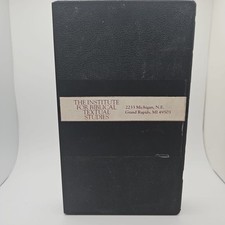 THE INSTITUTE
FOR BIBLICAL
TEXTUAL
STUDIES
2233 Michigan, N.E.
Grand Rapids, MI 49503